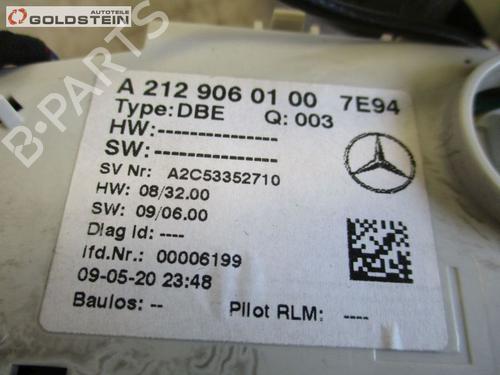 GOLDSTEIN
AUTOTEILE
B-PARTS
A 212 906 01 00 7E94
Type:DBE Q: 003
HW:----------------
SW:----------------
SV Nr: A2C53352710
HW: 08/32.00
SW: 09/06.00
Diag Id: ----
lfd.Nr.: 00006199
09-05-20 23:48
Baulos: -- Pilot RLM: ----